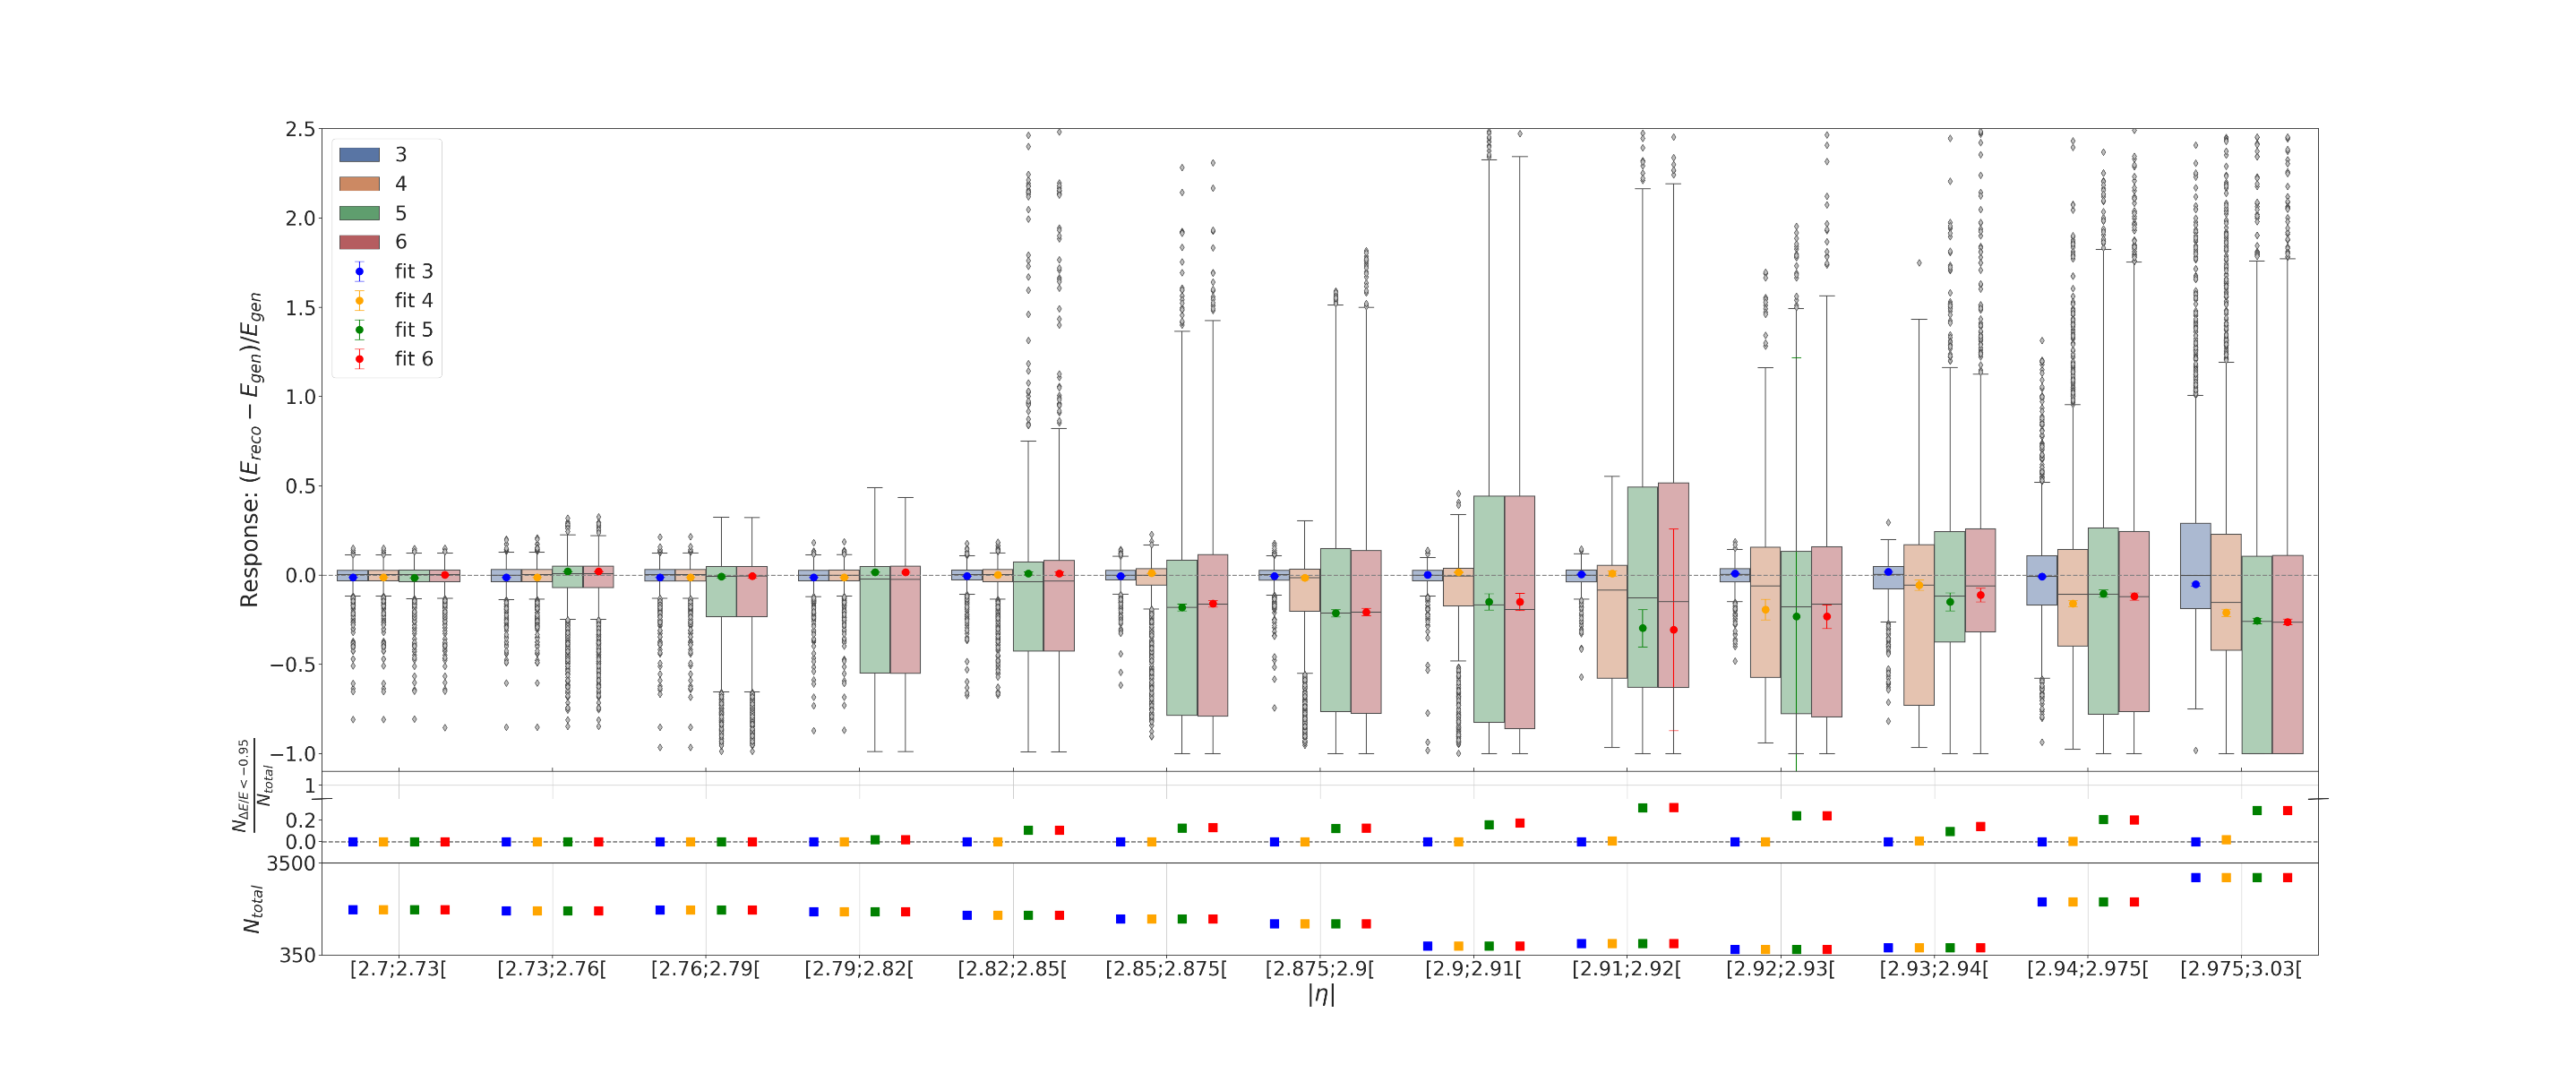 2.5
2.0
1.5
1.0
0.5
0.0
−0.5
−1.0
Response: (E_reco − E_gen)/E_gen
3
4
5
6
fit 3
fit 4
fit 5
fit 6
N_ΔE/E<−0.95
N_total
1
0.2
0.0
3500
350
N_total
[2.7;2.73[ [2.73;2.76[ [2.76;2.79[ [2.79;2.82[ [2.82;2.85[ [2.85;2.875[ [2.875;2.9[ [2.9;2.91[ [2.91;2.92[ [2.92;2.93[ [2.93;2.94[ [2.94;2.975[ [2.975;3.03[
|η|